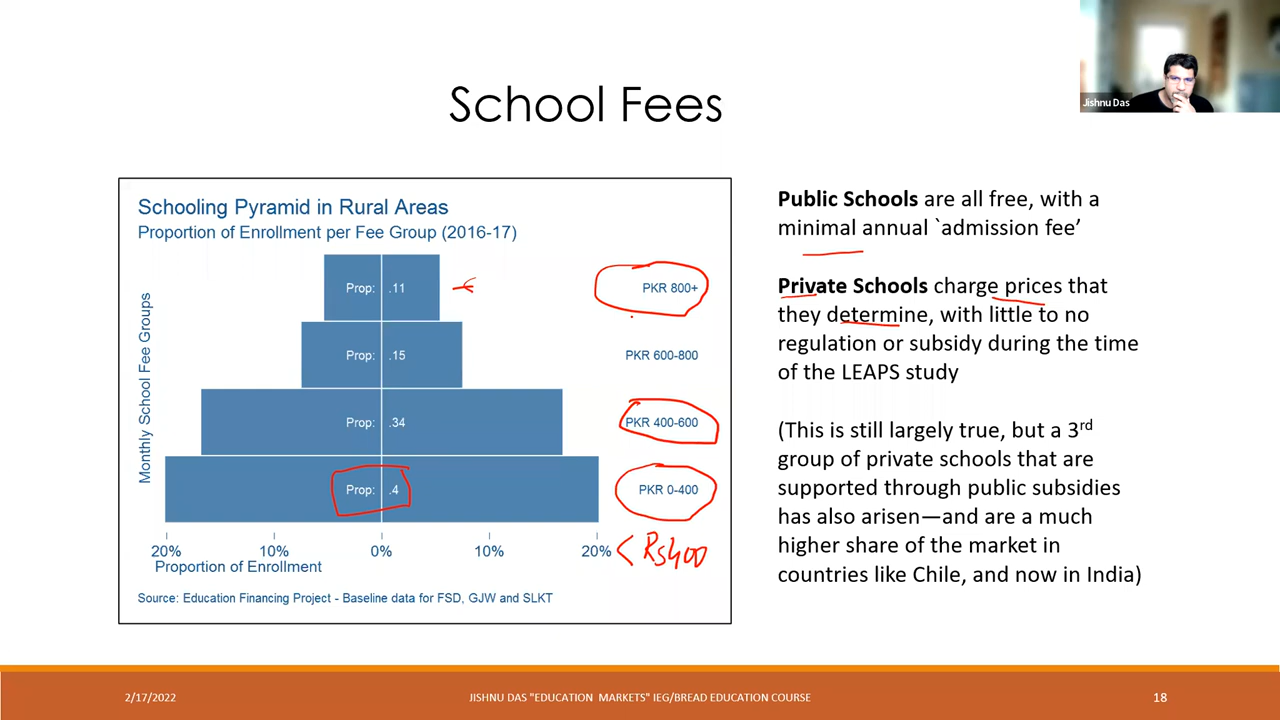 Jishnu Das
School Fees
Schooling Pyramid in Rural Areas
Proportion of Enrollment per Fee Group (2016-17)
Monthly School Fee Groups
Prop: .11 PKR 800+
Prop: .15 PKR 600-800
Prop: .34 PKR 400-600
Prop: .4 PKR 0-400
20% 10% 0% 10% 20%
< Rs400
Proportion of Enrollment
Source: Education Financing Project - Baseline data for FSD, GJW and SLKT
Public Schools are all free, with a
minimal annual `admission fee’
Private Schools charge prices that
they determine, with little to no
regulation or subsidy during the time
of the LEAPS study
(This is still largely true, but a 3rd
group of private schools that are
supported through public subsidies
has also arisen—and are a much
higher share of the market in
countries like Chile, and now in India)
2/17/2022
JISHNU DAS "EDUCATION MARKETS" IEG/BREAD EDUCATION COURSE
18